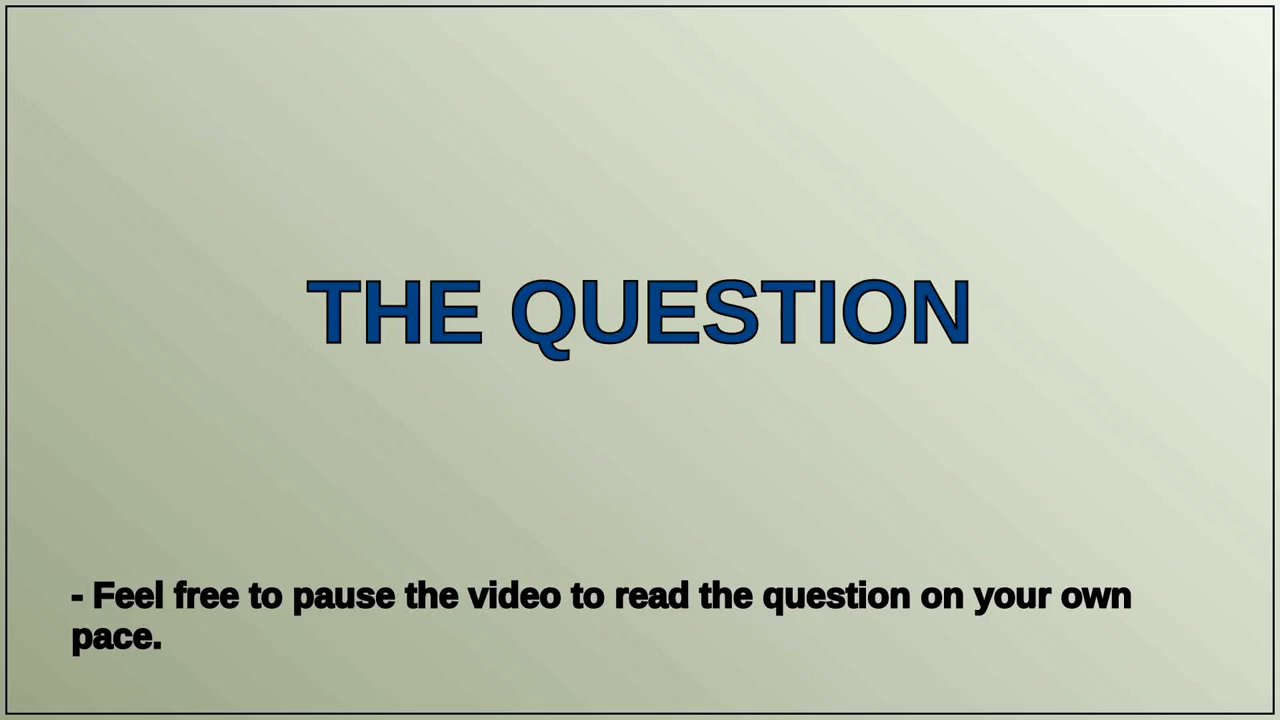 THE QUESTION
- Feel free to pause the video to read the question on your own
pace.